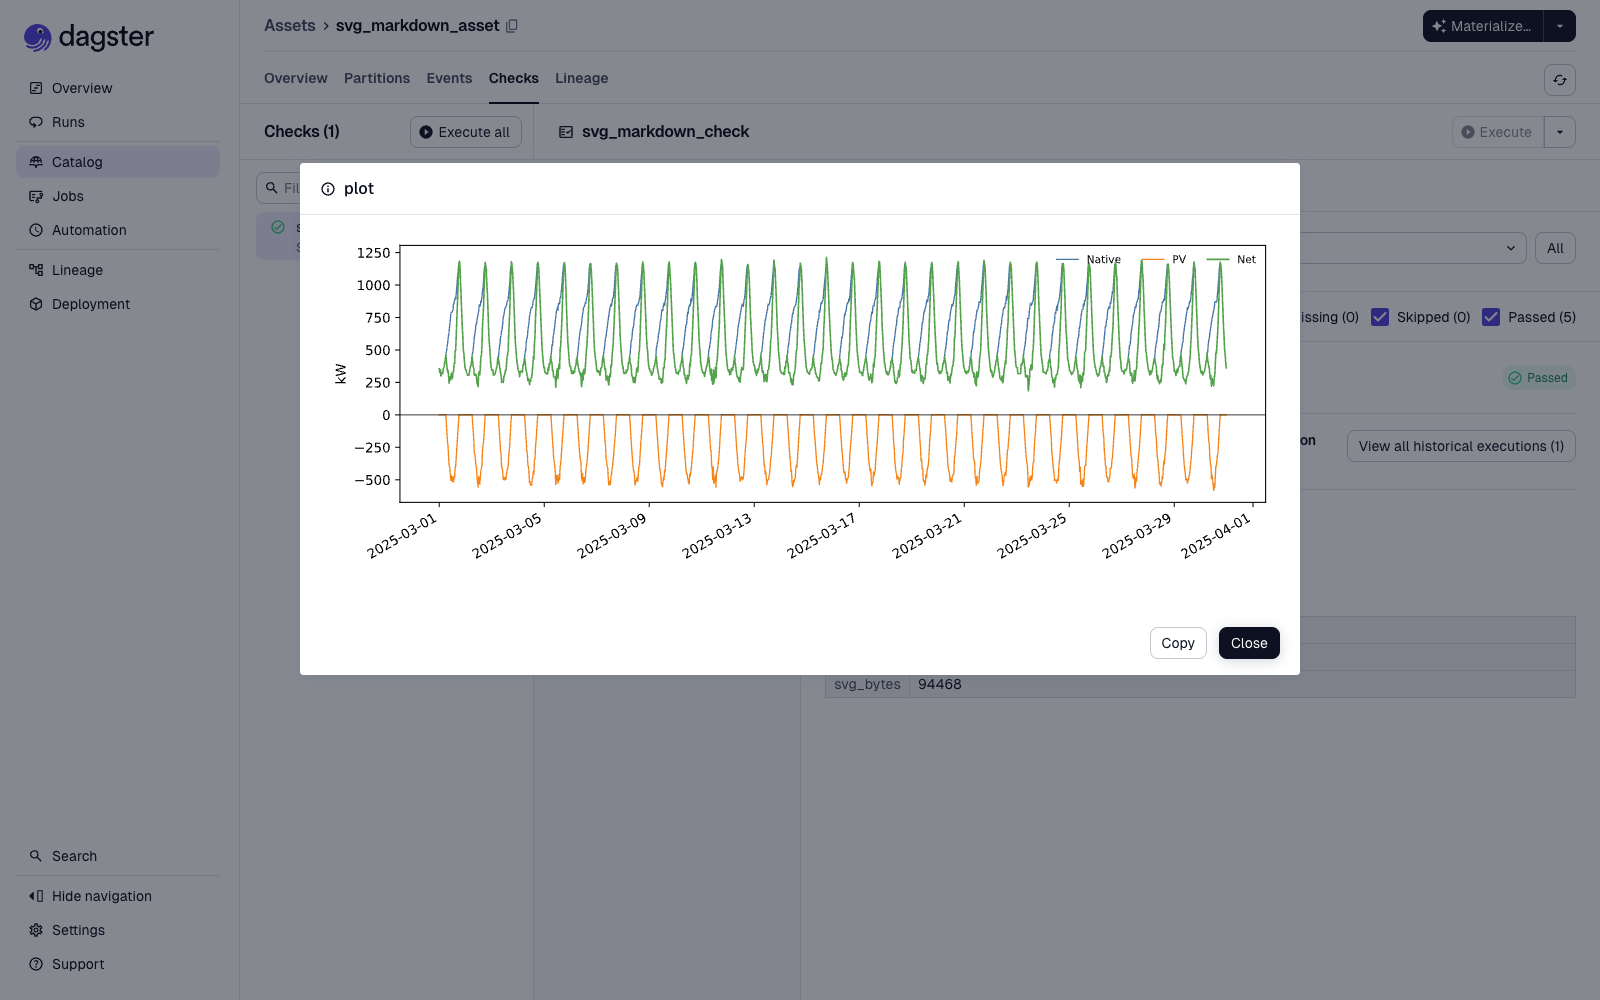 dagster
Overview
Runs
Catalog
Jobs
Automation
Lineage
Deployment
Search
Hide navigation
Settings
Support
Assets › svg_markdown_asset
Materialize...
Overview Partitions Events Checks Lineage
Checks (1)
Execute all
svg_markdown_check
Execute
All
issing (0) Skipped (0) Passed (5)
Passed
on
View all historical executions (1)
svg_bytes 94468
plot
1250
1000
750
500
250
0
−250
−500
kW
Native PV Net
2025-03-01
2025-03-05
2025-03-09
2025-03-13
2025-03-17
2025-03-21
2025-03-25
2025-03-29
2025-04-01
Copy
Close